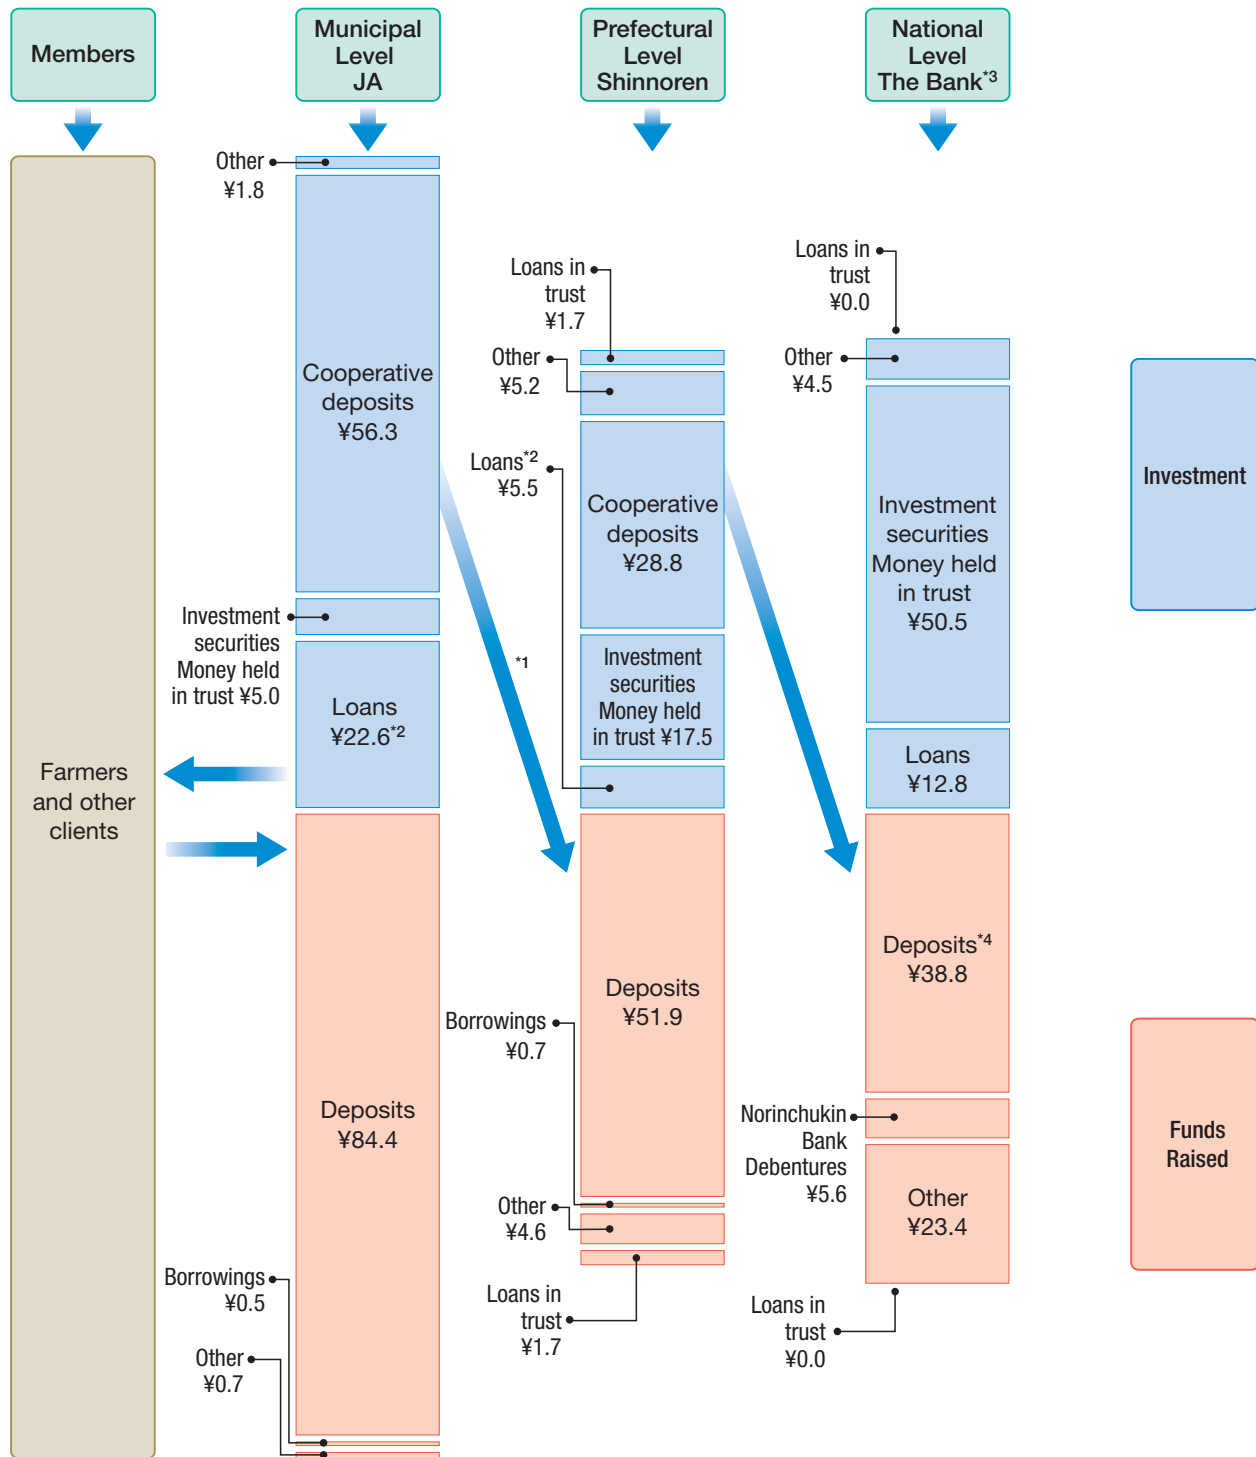 Members
Municipal
Level
JA
Prefectural
Level
Shinnoren
National
Level
The Bank*3
Farmers
and other
clients
Other
¥1.8
Cooperative
deposits
¥56.3
Investment
securities
Money held
in trust ¥5.0
Loans
¥22.6*2
Deposits
¥84.4
Borrowings
¥0.5
Other
¥0.7
*1
Loans in
trust
¥1.7
Other
¥5.2
Loans*2
¥5.5
Cooperative
deposits
¥28.8
Investment
securities
Money held
in trust ¥17.5
Deposits
¥51.9
Borrowings
¥0.7
Other
¥4.6
Loans in
trust
¥1.7
Loans in
trust
¥0.0
Other
¥4.5
Investment
securities
Money held
in trust
¥50.5
Loans
¥12.8
Deposits*4
¥38.8
Norinchukin
Bank
Debentures
¥5.6
Other
¥23.4
Loans in
trust
¥0.0
Investment
Funds
Raised